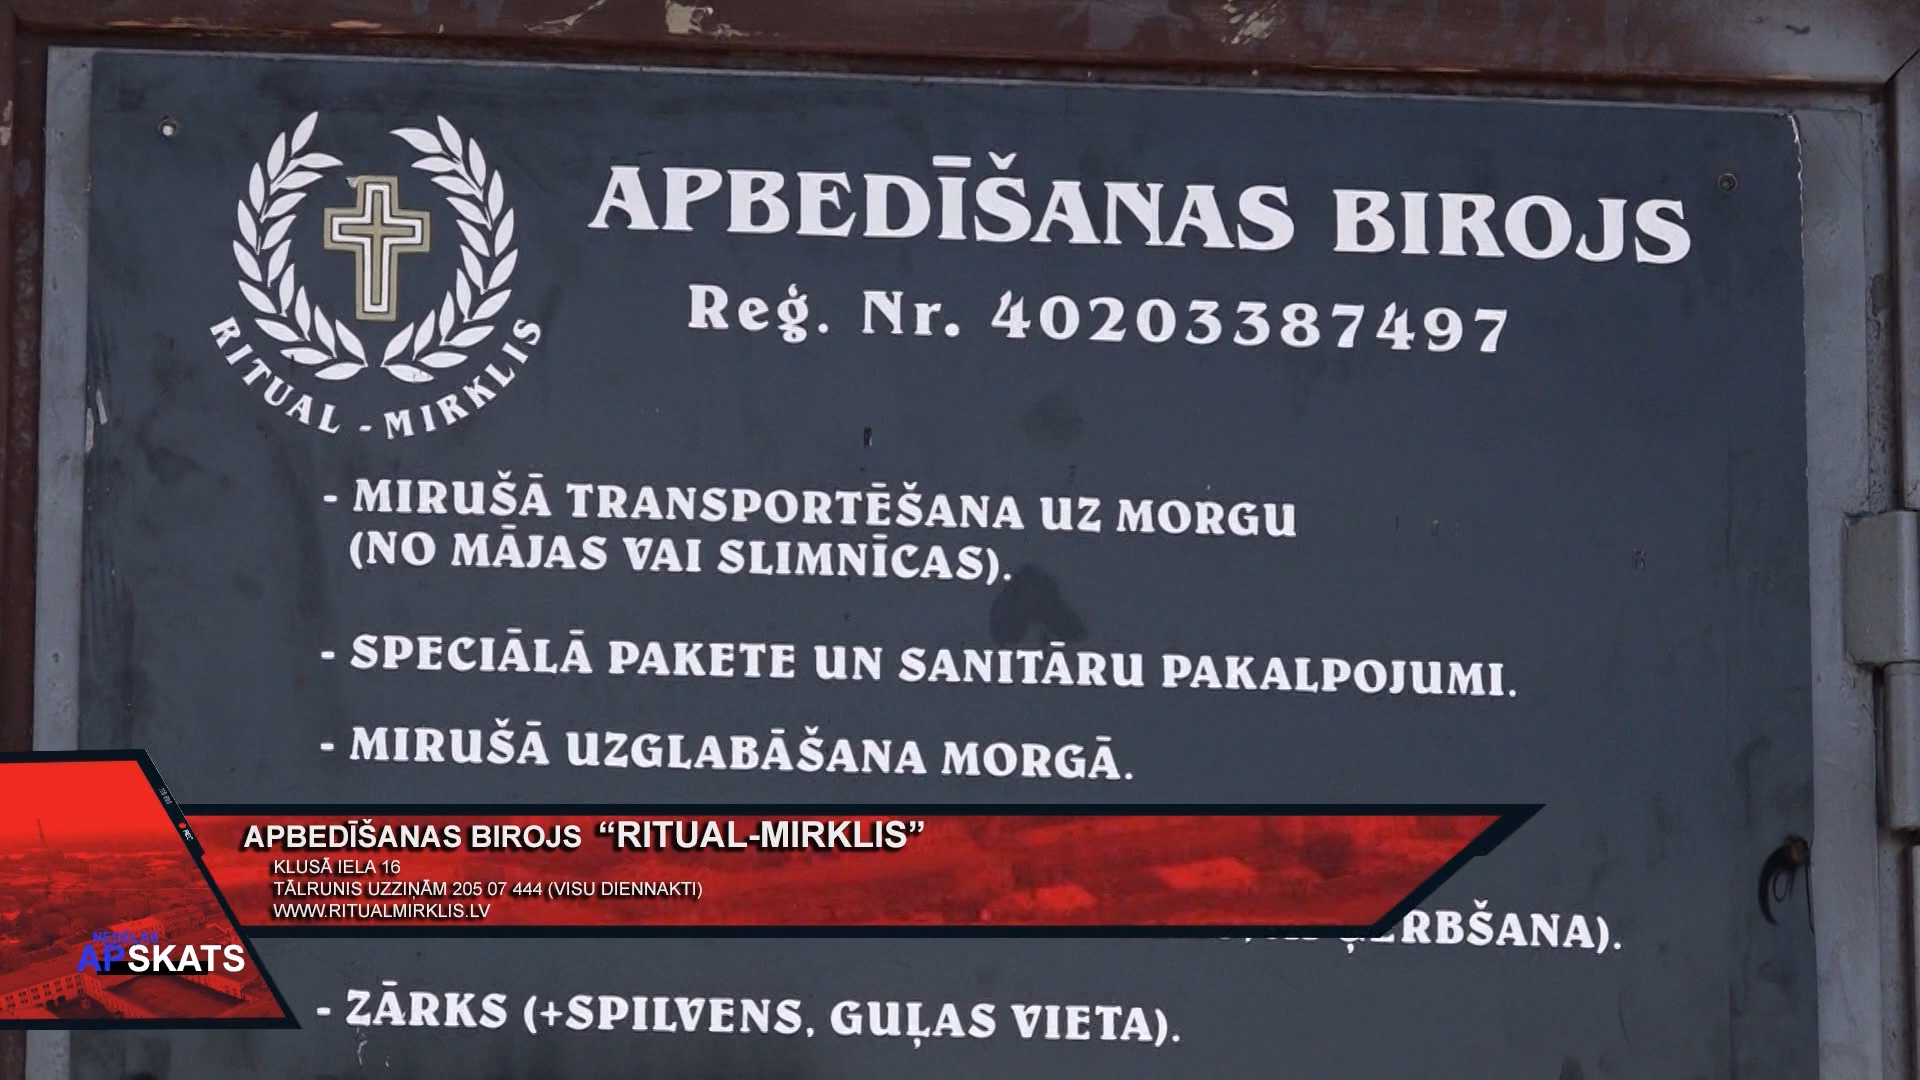 APBEDĪŠANAS BIROJS
Reģ. Nr. 40203387497
RITUAL - MIRKLIS
- MIRUŠĀ TRANSPORTĒŠANA UZ MORGU
(NO MĀJAS VAI SLIMNĪCAS).
- SPECIĀLĀ PAKETE UN SANITĀRU PAKALPOJUMI.
- MIRUŠĀ UZGLABĀŠANA MORGĀ.
APBEDĪŠANAS BIROJS “RITUAL-MIRKLIS”
KLUSĀ IELA 16
TĀLRUNIS UZZIŅĀM 205 07 444 (VISU DIENNAKTI)
WWW.RITUALMIRKLIS.LV
NEDĒĻAS
APSKATS
- ZĀRKS (+SPILVENS, GUĻAS VIETA).